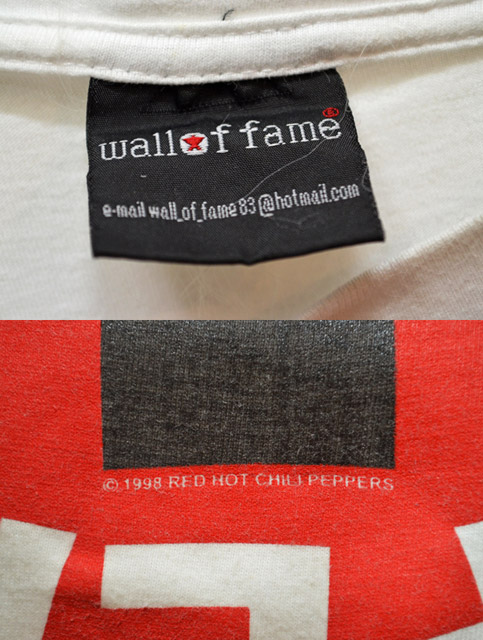 wall of fame®
e-mail wall_of_fame83@hotmail.com
© 1998 RED HOT CHILI PEPPERS